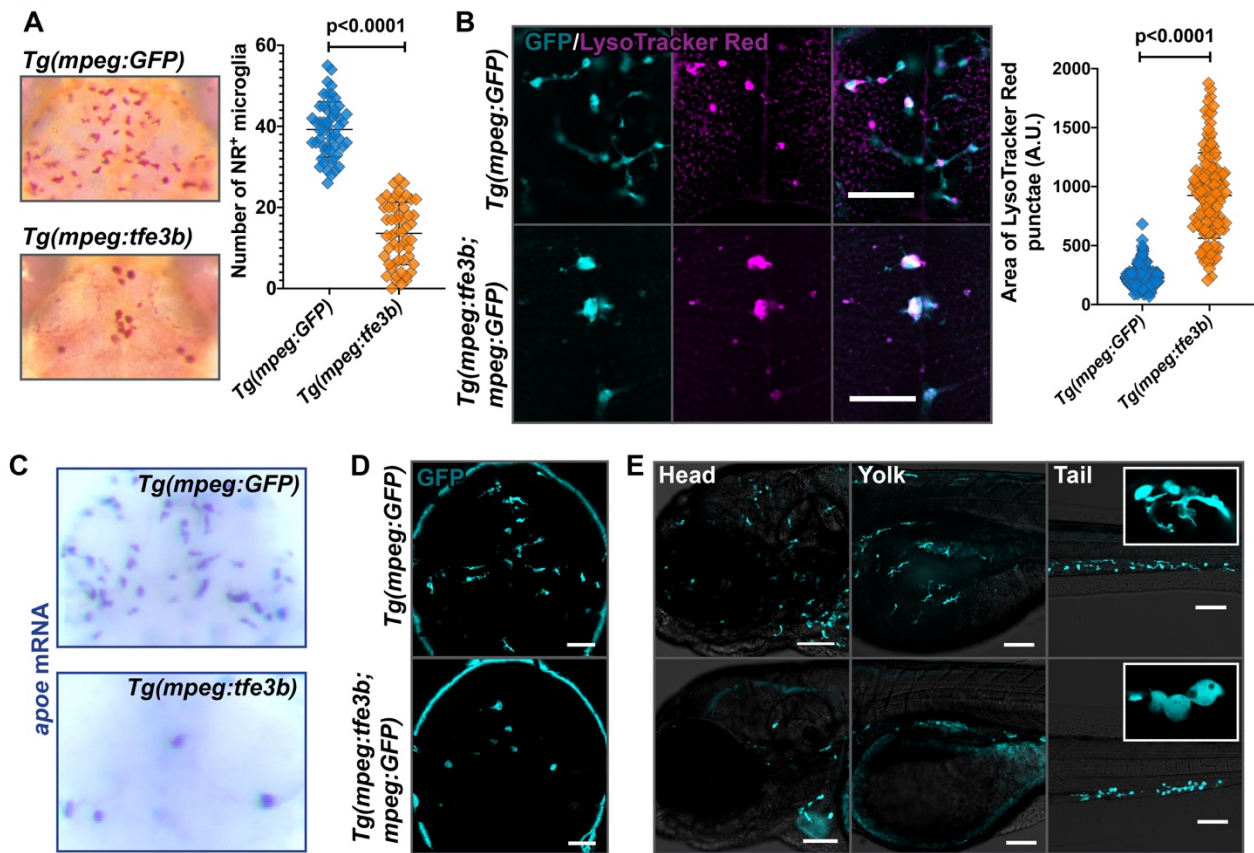 A
Tg(mpeg:GFP)
Tg(mpeg:tfe3b)
p<0.0001
Number of NR+ microglia
60
40
20
0
Tg(mpeg:GFP)
Tg(mpeg:tfe3b)
B
GFP/LysoTracker Red
Tg(mpeg:GFP)
Tg(mpeg:tfe3b;
mpeg:GFP)
p<0.0001
Area of LysoTracker Red
punctae (A.U.)
2000
1500
1000
500
0
Tg(mpeg:GFP)
Tg(mpeg:tfe3b)
C
apoe mRNA
Tg(mpeg:GFP)
Tg(mpeg:tfe3b)
D
GFP
Tg(mpeg:GFP)
Tg(mpeg:tfe3b;
mpeg:GFP)
E
Head
Yolk
Tail